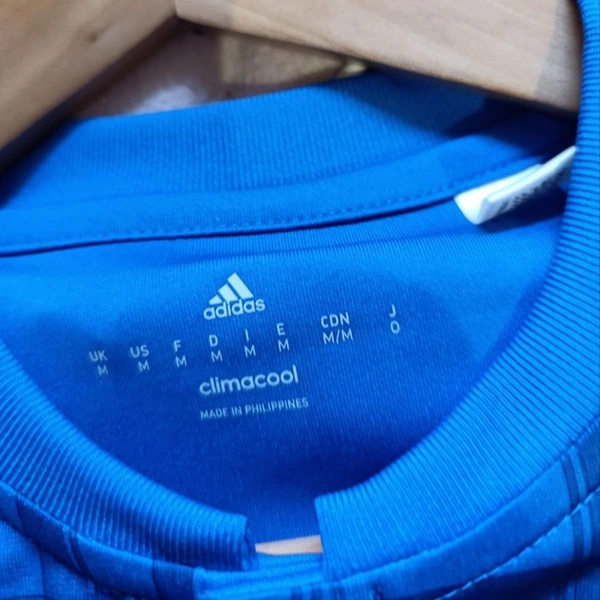 adidas
UK US F D I E CDN J
M M M M M M M/M O
climacool
MADE IN PHILIPPINES